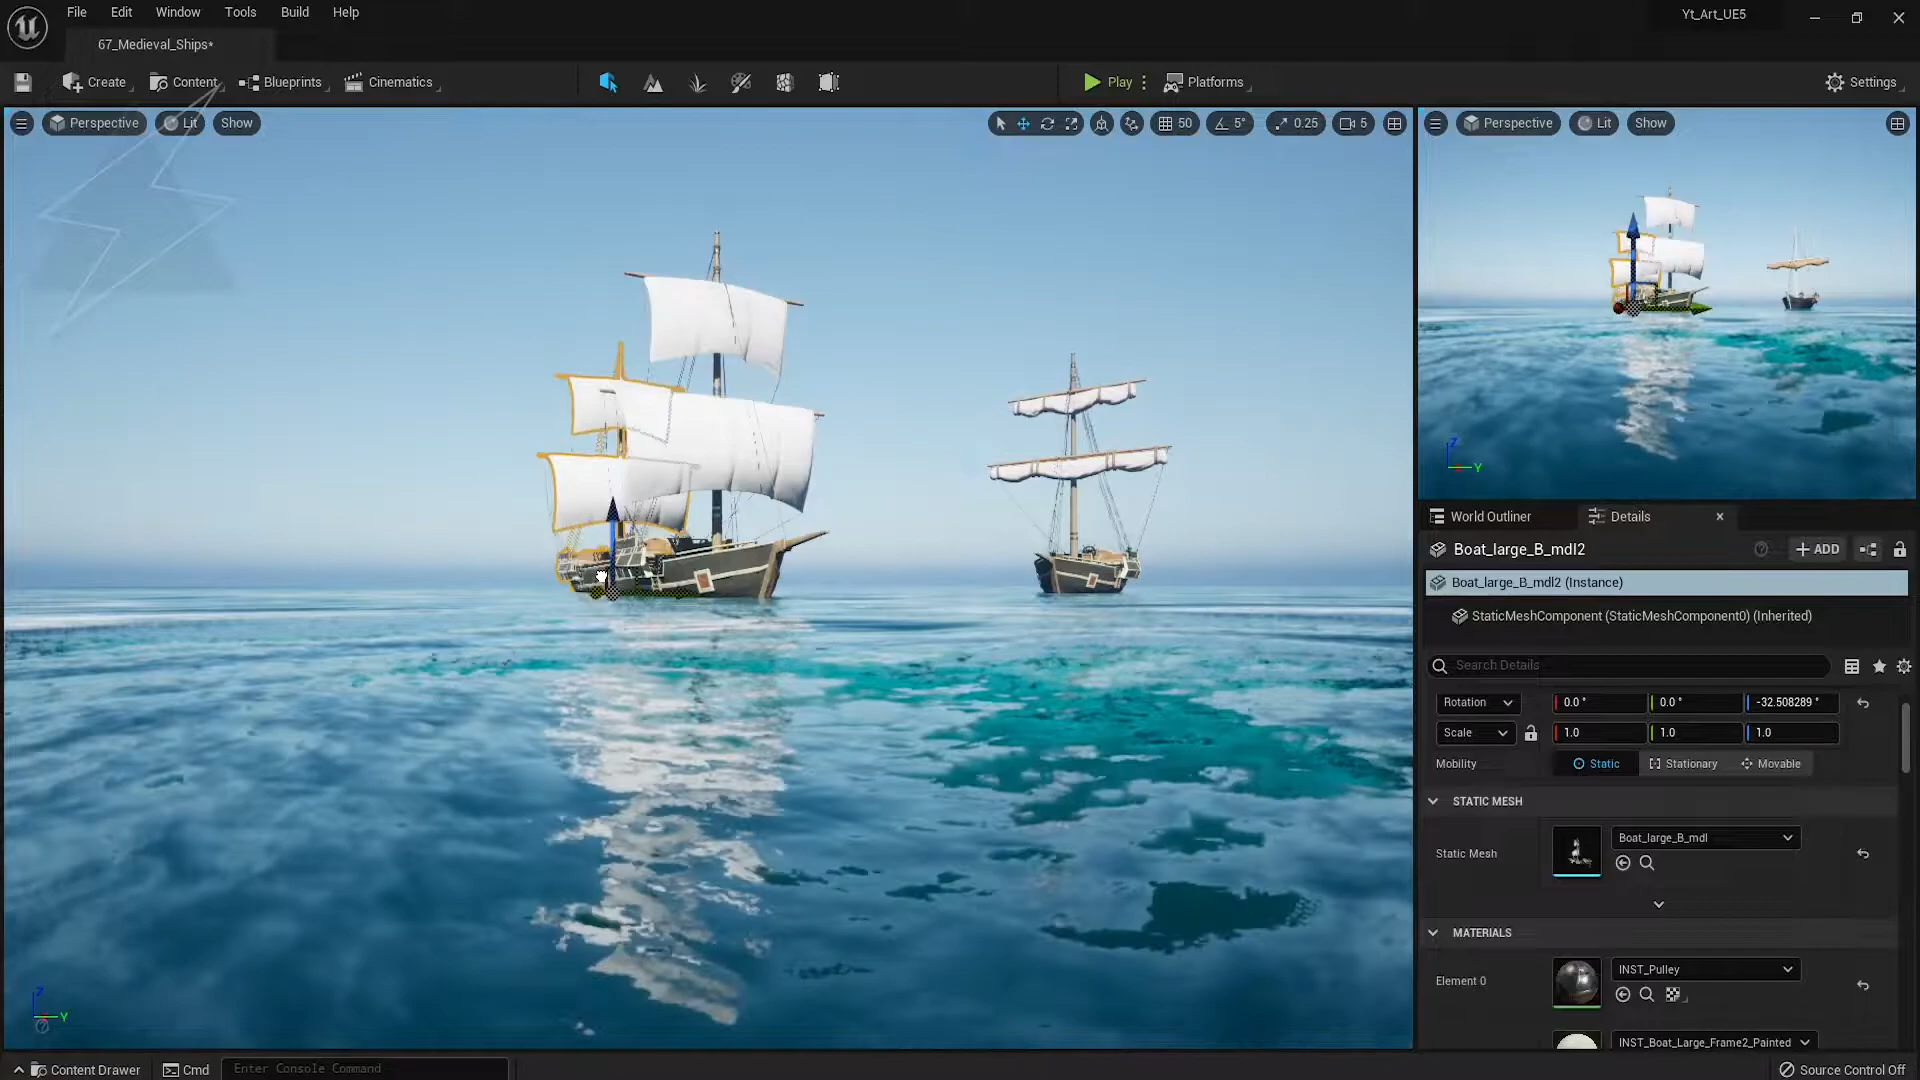 File Edit Window Tools Build Help
Yt_Art_UE5
67_Medieval_Ships*
Create Content Blueprints Cinematics Play Platforms Settings
Perspective Lit Show 50 5° 0.25 5
Perspective Lit Show
World Outliner Details
Boat_large_B_mdl2
ADD
Boat_large_B_mdl2 (Instance)
StaticMeshComponent (StaticMeshComponent0) (Inherited)
Search Details
Rotation 0.0 ° 0.0 ° -32.508289 °
Scale 1.0 1.0 1.0
Mobility Static Stationary Movable
STATIC MESH
Static Mesh Boat_large_B_mdl
MATERIALS
Element 0 INST_Pulley
INST_Boat_Large_Frame2_Painted
Z
Y
Z
Y
Content Drawer Cmd Enter Console Command Source Control Off